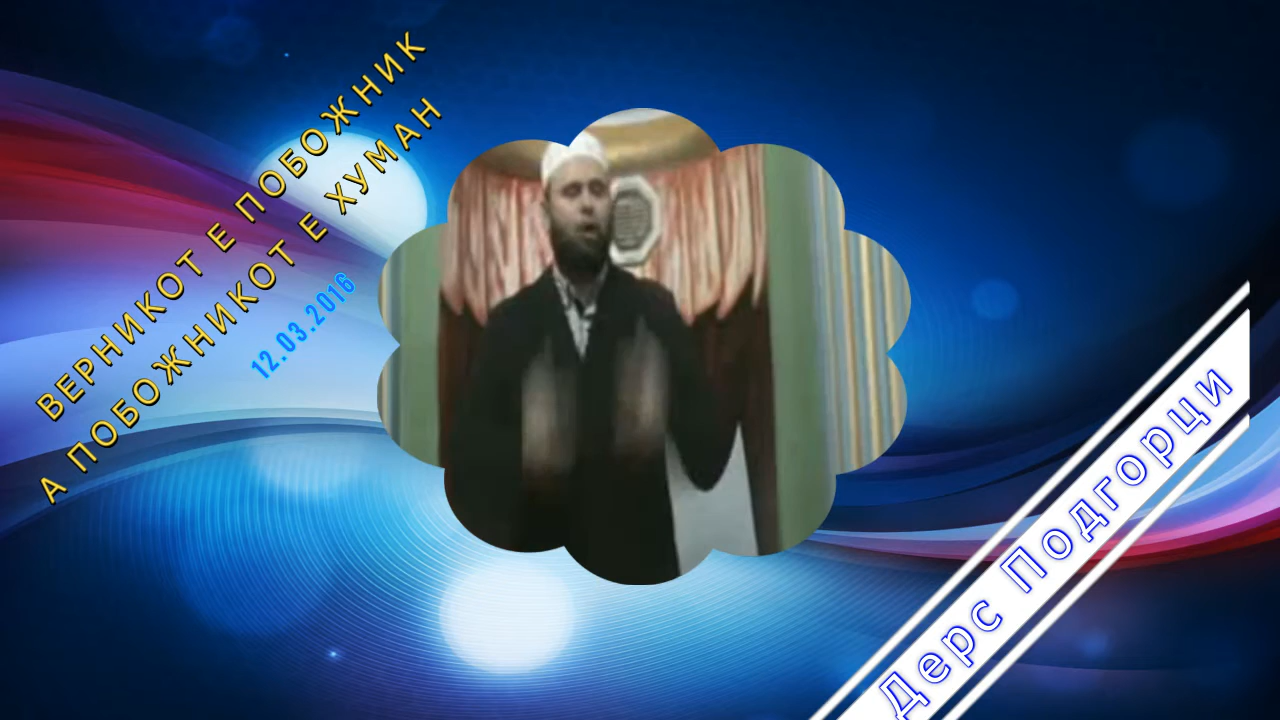 ВЕРНИКОТ Е ПОБОЖНИК
А ПОБОЖНИКОТ Е ХУМАН
12.03.2016
Дерс Подгорци